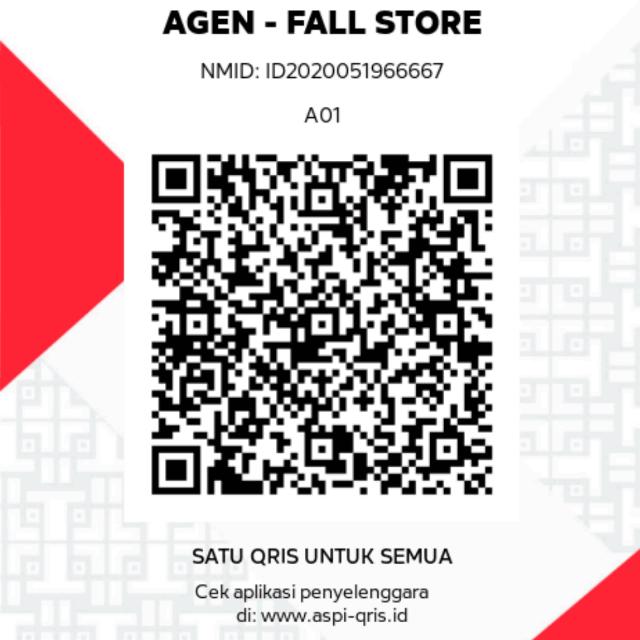 AGEN - FALL STORE
NMID: ID2020051966667
A01
SATU QRIS UNTUK SEMUA
Cek aplikasi penyelenggara
di: www.aspi-qris.id